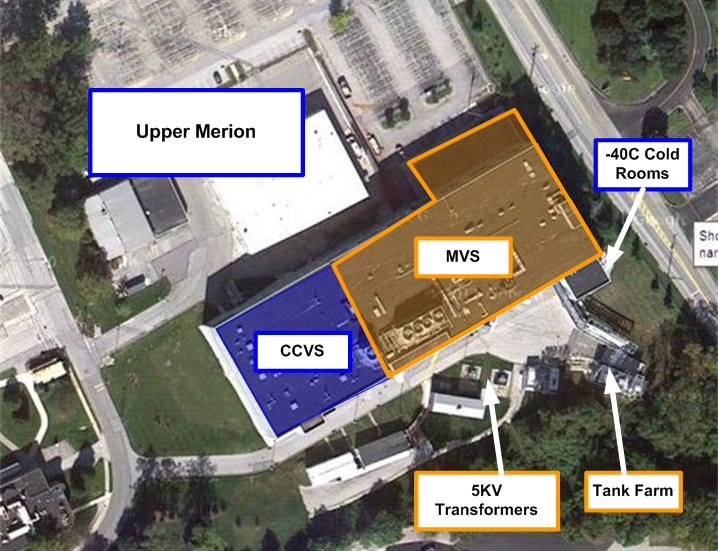 Upper Merion
-40C Cold
Rooms
MVS
CCVS
5KV
Transformers
Tank Farm